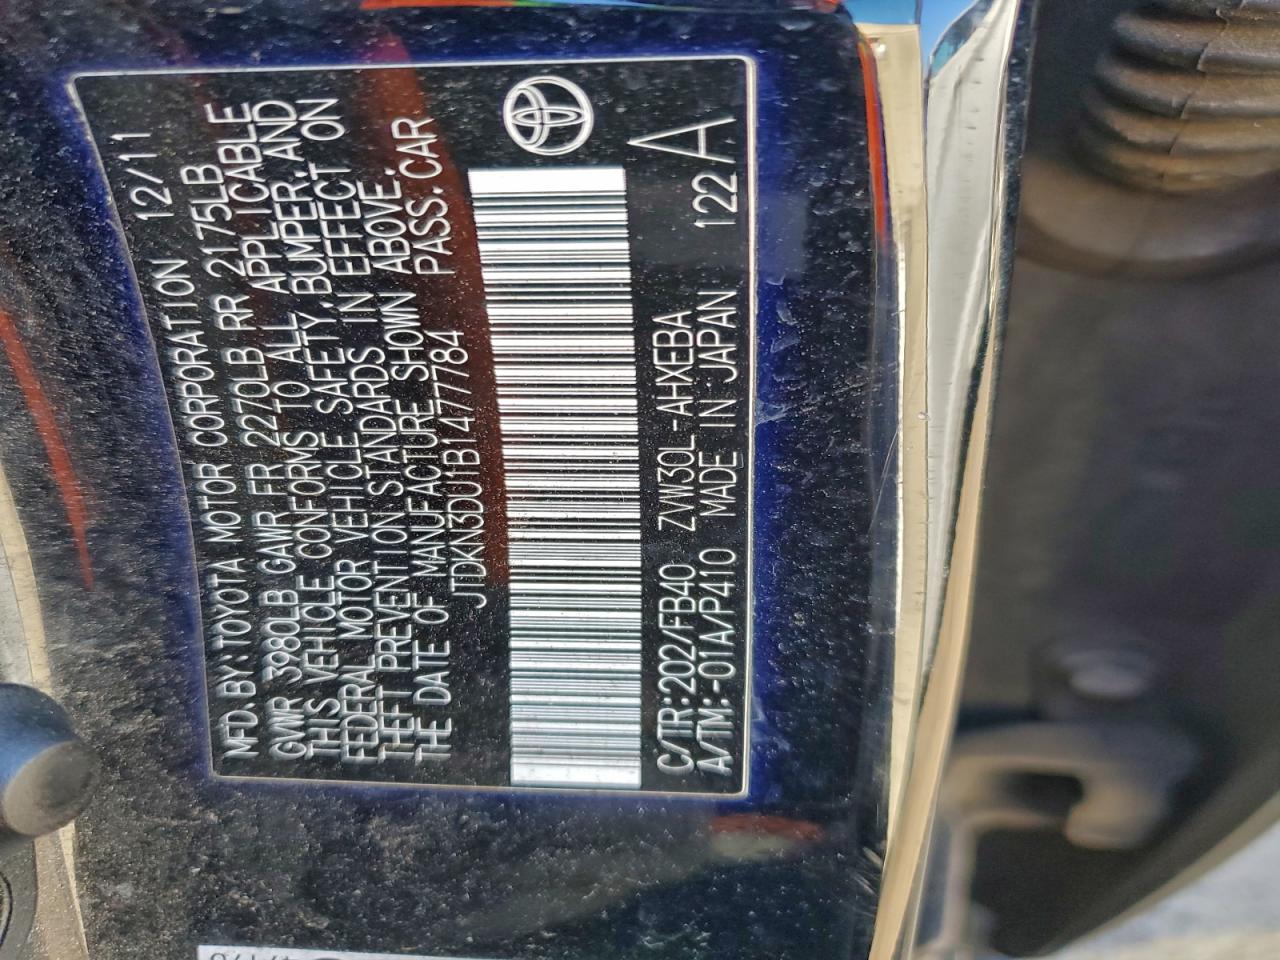 MFD.BY:TOYOTA MOTOR CORPORATION 12/11
GVWR 3980LB GAWR FR 2270LB RR 2175LB
THIS VEHICLE CONFORMS TO ALL APPLICABLE
FEDERAL MOTOR VEHICLE SAFETY,BUMPER,AND
THEFT PREVENTION STANDARDS IN EFFECT ON
THE DATE OF MANUFACTURE SHOWN ABOVE.
JTDKN3DU1B1477784 PASS.CAR
C/TR:202/FB40 ZVW30L-AHXEBA
A/TM:-01A/P410 MADE IN JAPAN 122A